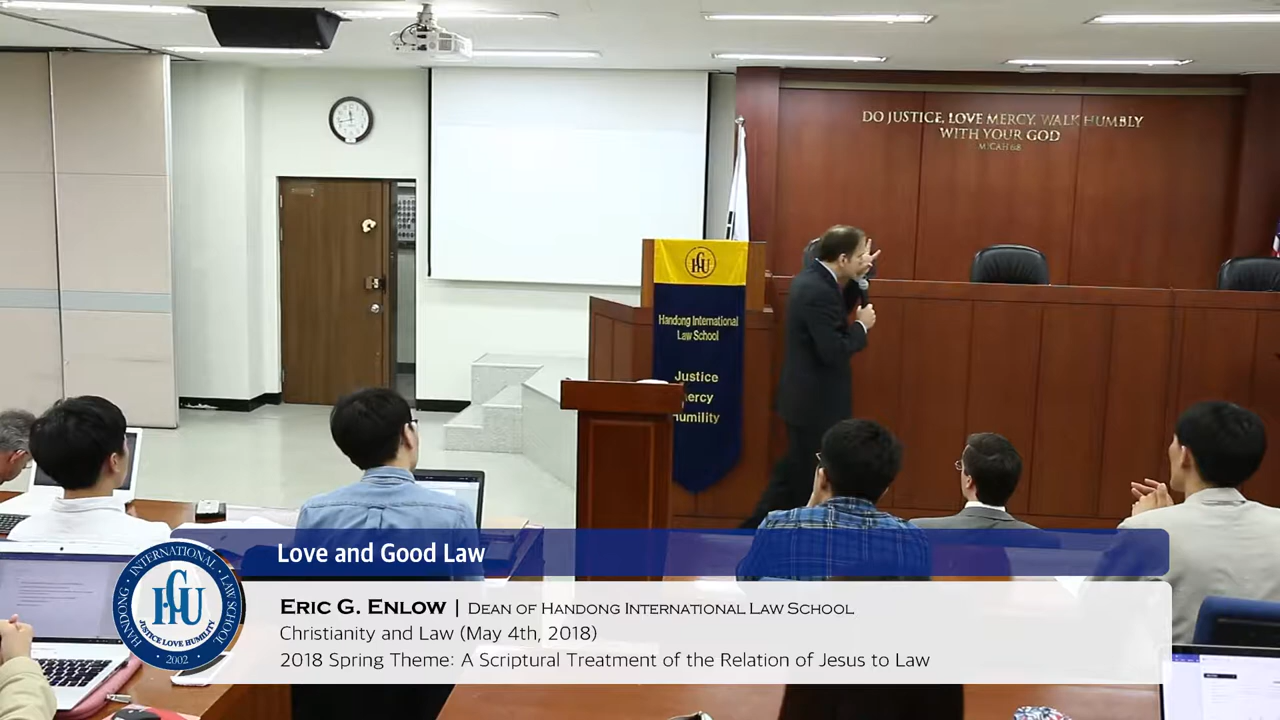 DO JUSTICE, LOVE MERCY, WALK HUMBLY
WITH YOUR GOD
MICAH 6:8
HGU
Handong International
Law School
Justice
ercy
umility
Love and Good Law
ERIC G. ENLOW | DEAN OF HANDONG INTERNATIONAL LAW SCHOOL
Christianity and Law (May 4th, 2018)
2018 Spring Theme: A Scriptural Treatment of the Relation of Jesus to Law
HANDONG · INTERNATIONAL · LAW SCHOOL
HGU
JUSTICE LOVE HUMILITY
· 2002 ·